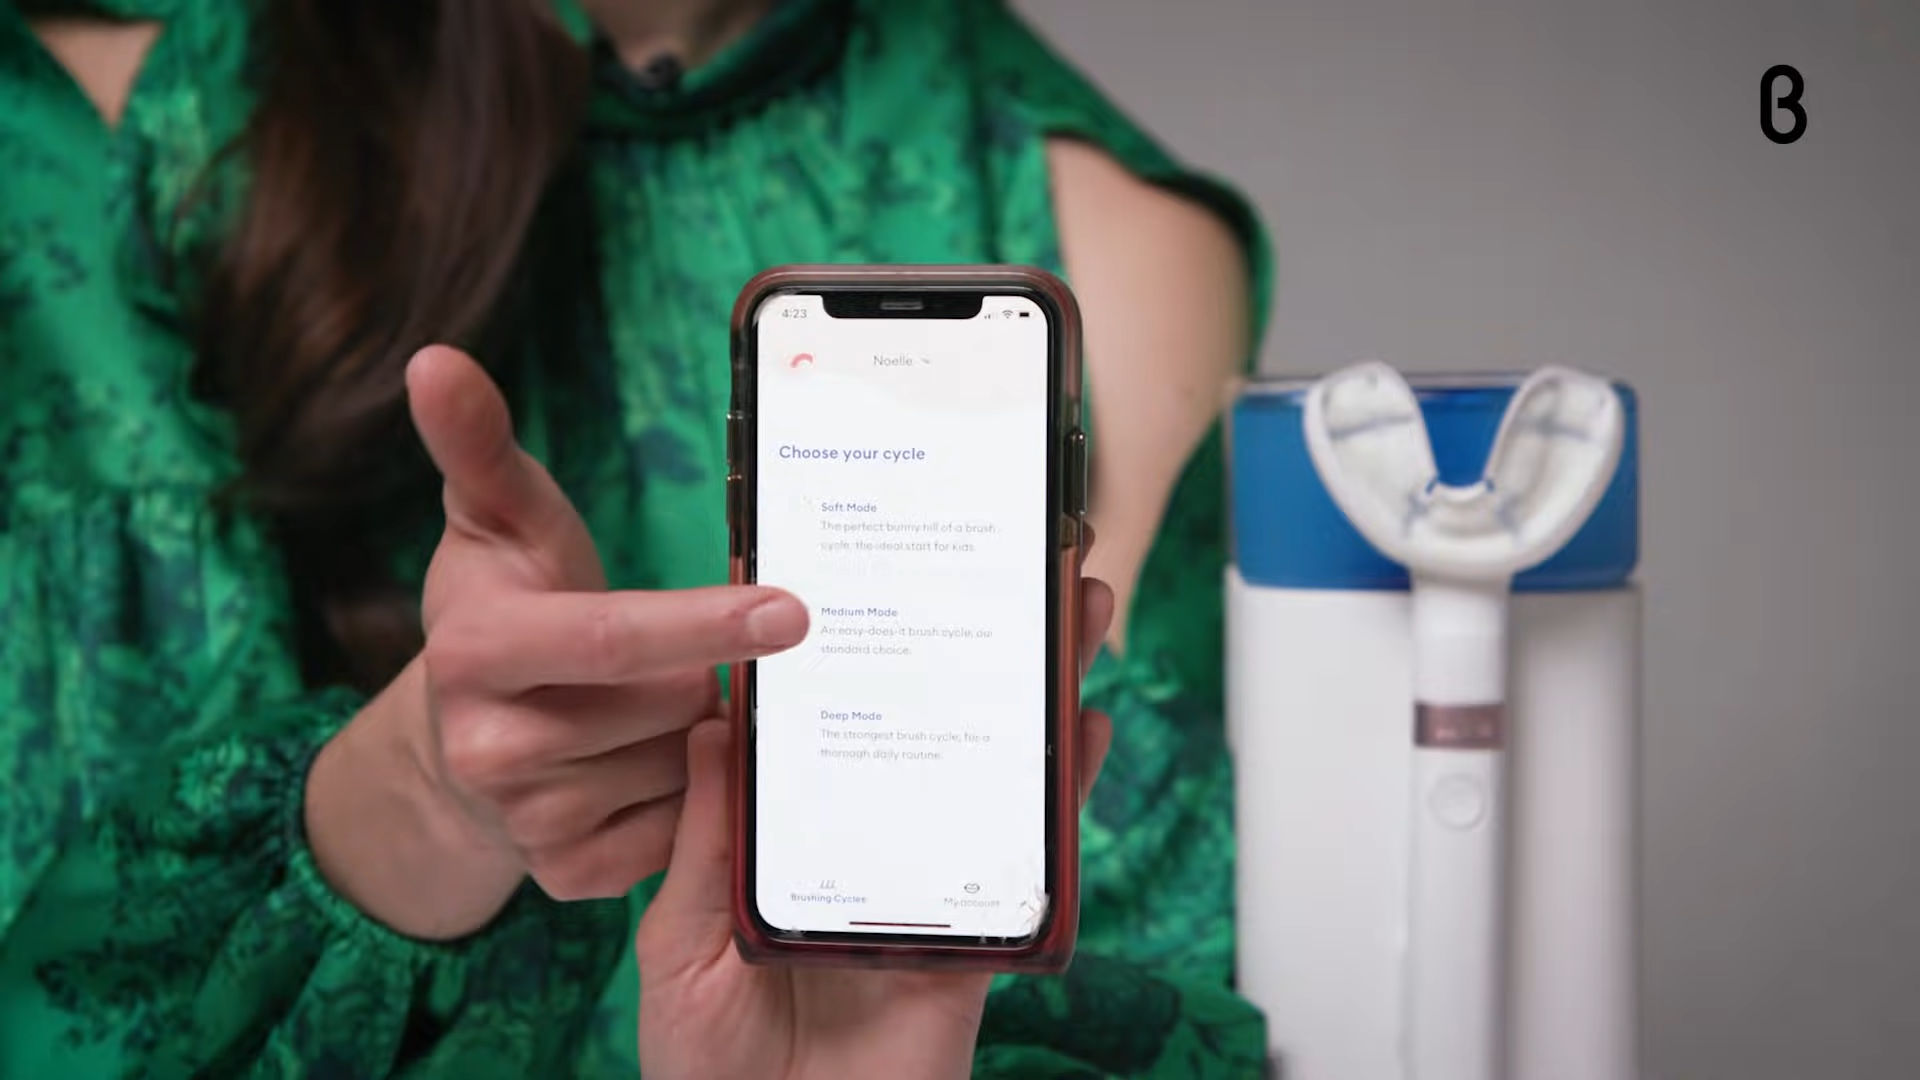 β
4:23
Noelle
Choose your cycle
Soft Mode
The perfect bunny hill of a brush
cycle, the ideal start for kids.
Medium Mode
An easy-does-it brush cycle, our
standard choice.
Deep Mode
The strongest brush cycle, for a
thorough daily routine.
Brushing Cycles
My account